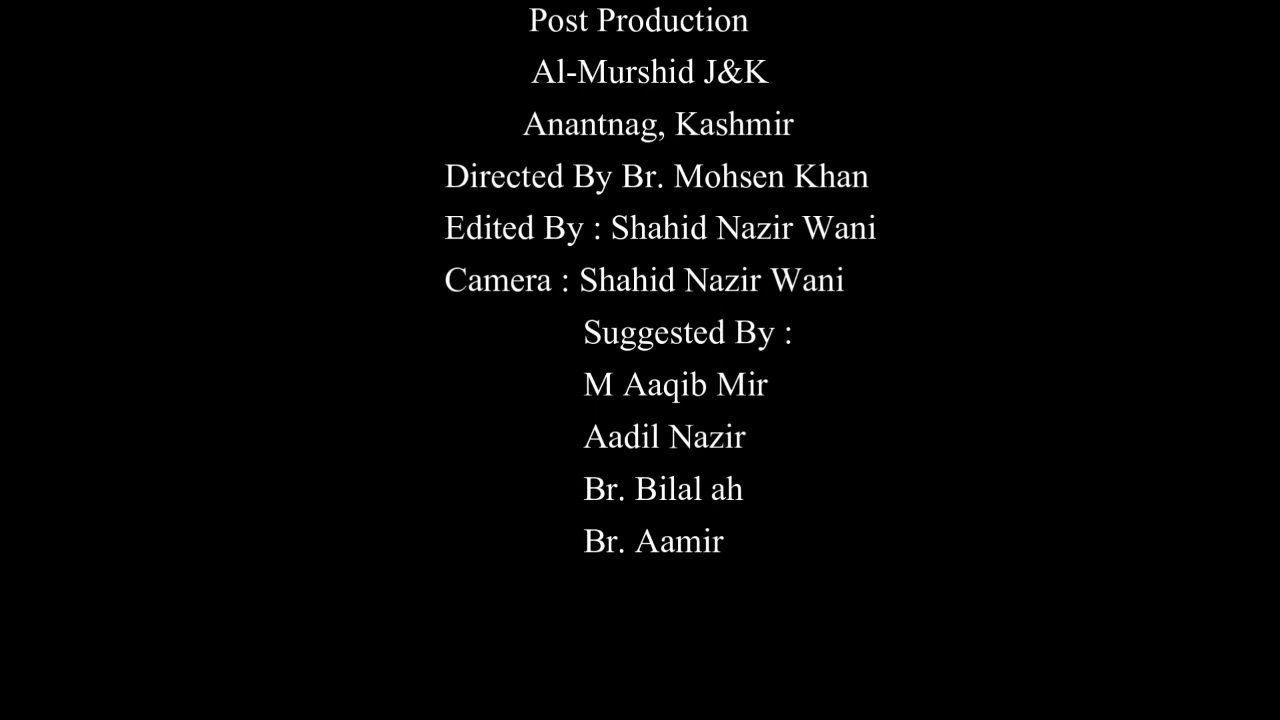 Post Production
Al-Murshid J&K
Anantnag, Kashmir
Directed By Br. Mohsen Khan
Edited By : Shahid Nazir Wani
Camera : Shahid Nazir Wani
Suggested By :
M Aaqib Mir
Aadil Nazir
Br. Bilal ah
Br. Aamir